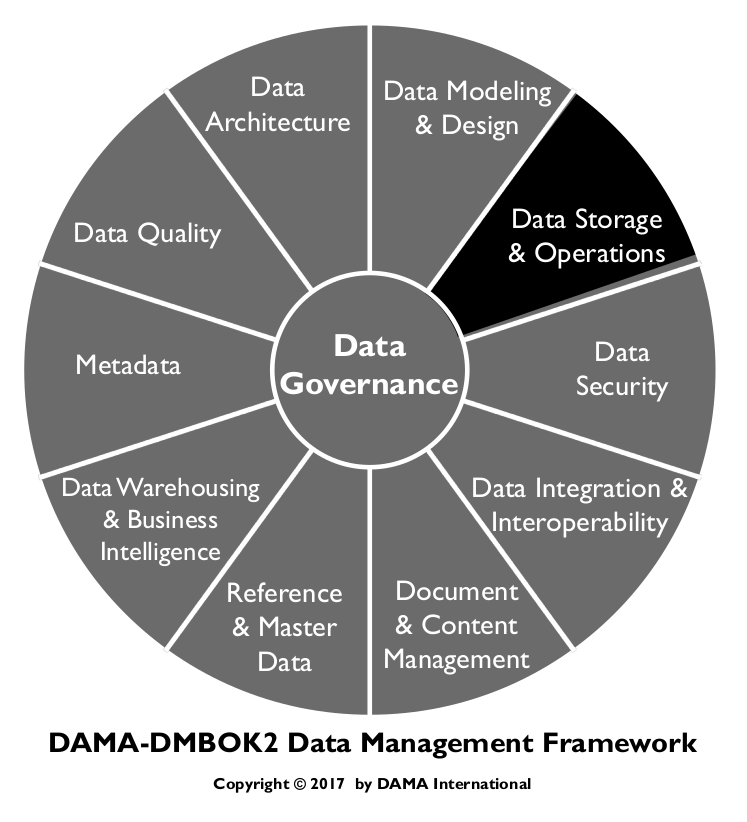 Data
Architecture
Data Modeling
& Design
Data Storage
& Operations
Data
Security
Data Integration &
Interoperability
Document
& Content
Management
Reference
& Master
Data
Data Warehousing
& Business
Intelligence
Metadata
Data Quality
Data
Governance
DAMA-DMBOK2 Data Management Framework
Copyright © 2017 by DAMA International